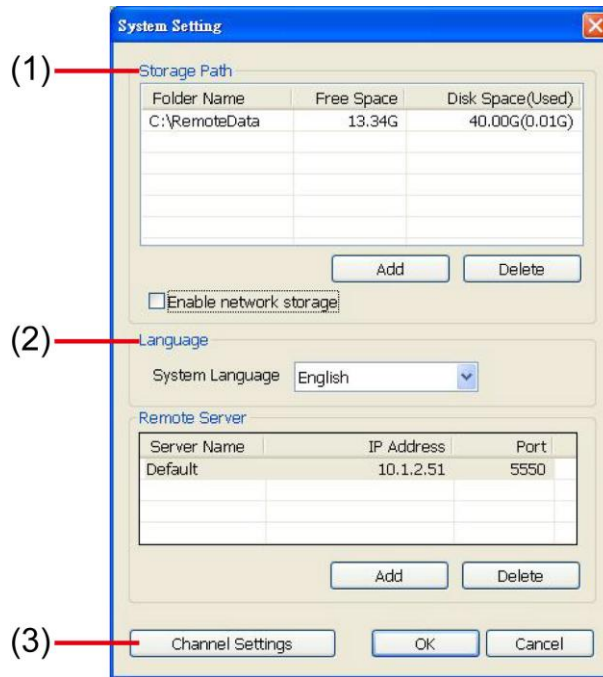 System Setting
(1)
Storage Path
Folder Name Free Space Disk Space(Used)
C:\RemoteData 13.34G 40.00G(0.01G)
Add Delete
Enable network storage
(2)
Language
System Language English
Remote Server
Server Name IP Address Port
Default 10.1.2.51 5550
Add Delete
(3)
Channel Settings OK Cancel